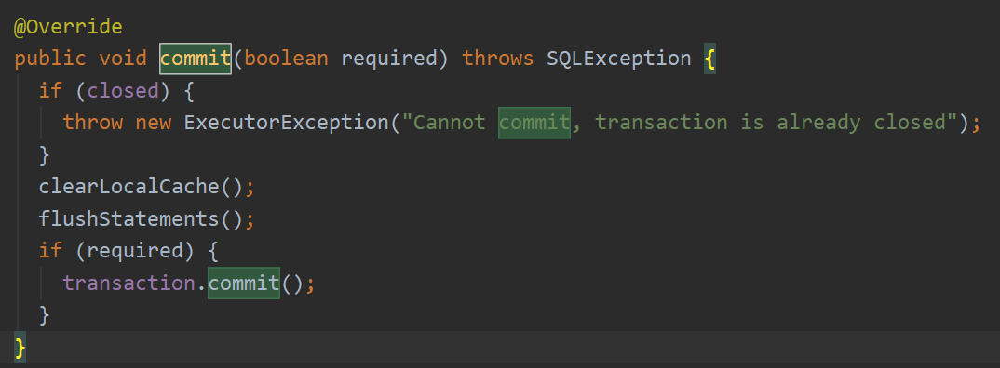 @Override
public void commit(boolean required) throws SQLException {
  if (closed) {
    throw new ExecutorException("Cannot commit, transaction is already closed");
  }
  clearLocalCache();
  flushStatements();
  if (required) {
    transaction.commit();
  }
}